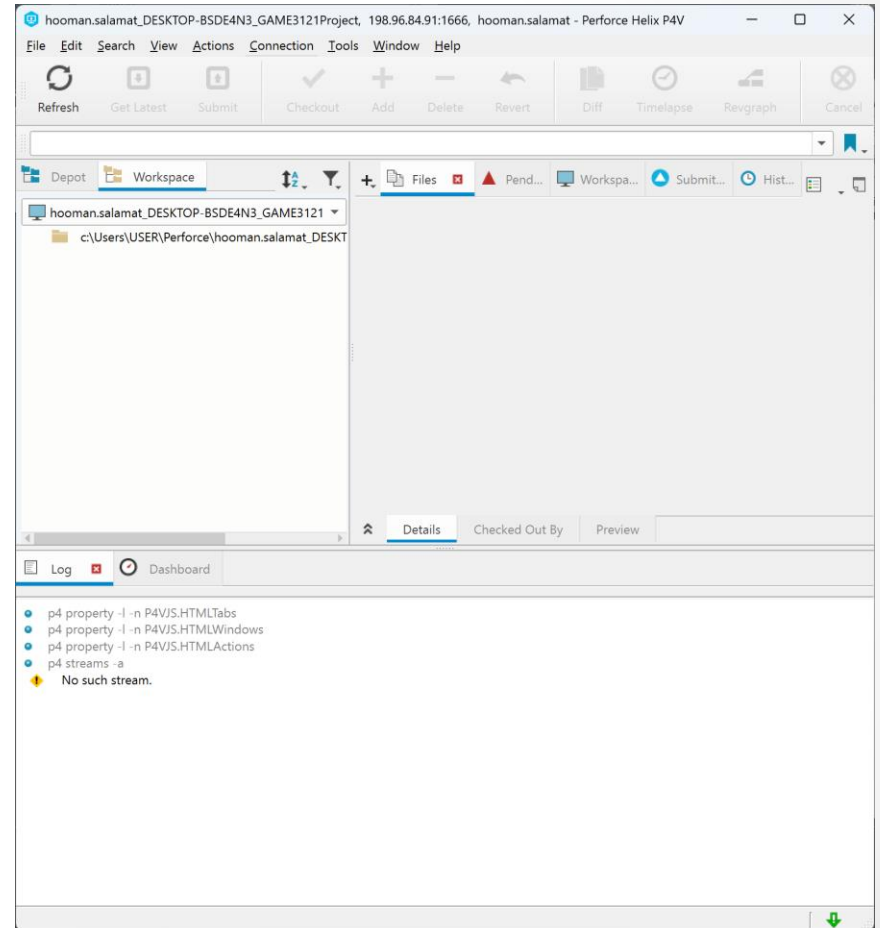 hooman.salamat_DESKTOP-BSDE4N3_GAME3121Project, 198.96.84.91:1666, hooman.salamat - Perforce Helix P4V
File Edit Search View Actions Connection Tools Window Help
Refresh Get Latest Submit Checkout Add Delete Revert Diff Timelapse Revgraph Cancel
Depot Workspace Files Pend... Workspa... Submit... Hist...
hooman.salamat_DESKTOP-BSDE4N3_GAME3121
c:\Users\USER\Perforce\hooman.salamat_DESKT
Details Checked Out By Preview
Log Dashboard
p4 property -l -n P4VJS.HTMLTabs
p4 property -l -n P4VJS.HTMLWindows
p4 property -l -n P4VJS.HTMLActions
p4 streams -a
No such stream.